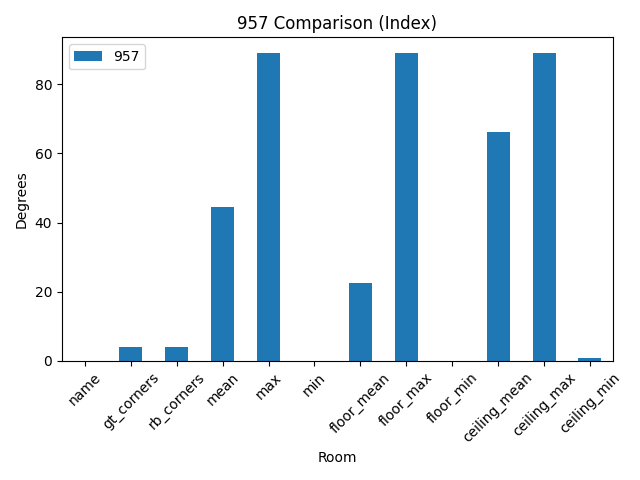 957 Comparison (Index)
957
Degrees
80
60
40
20
0
name
gt_corners
rb_corners
mean
max
min
floor_mean
floor_max
floor_min
ceiling_mean
ceiling_max
ceiling_min
Room